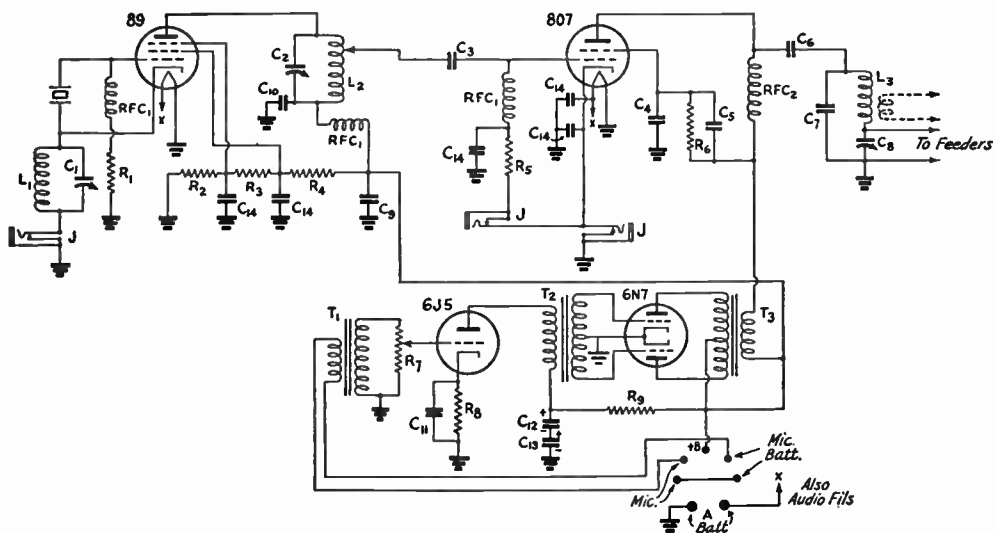 89
807
C₂
L₂
C₃
C₁₀
RFC₁
RFC₁
RFC₁
C₁₄
x
C₁₄
C₁₄
C₄
R₆
C₅
RFC₂
C₆
L₃
C₇
C₈
To Feeders
x
L₁
C₁
R₁
R₂
R₃
R₄
C₁₄
C₁₄
C₉
R₅
J
J
J
T₁
R₇
6J5
C₁₁
R₈
T₂
6N7
T₃
R₉
+
C₁₂
-
+
C₁₃
-
+B
Mic.
Batt.
Mic.
x
Also
Audio Fils
A
Batt